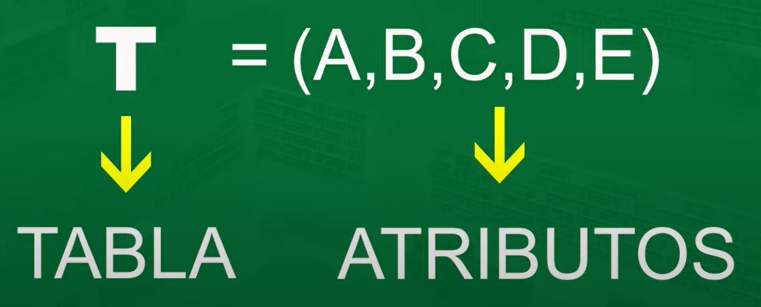 T = (A,B,C,D,E)
TABLA ATRIBUTOS